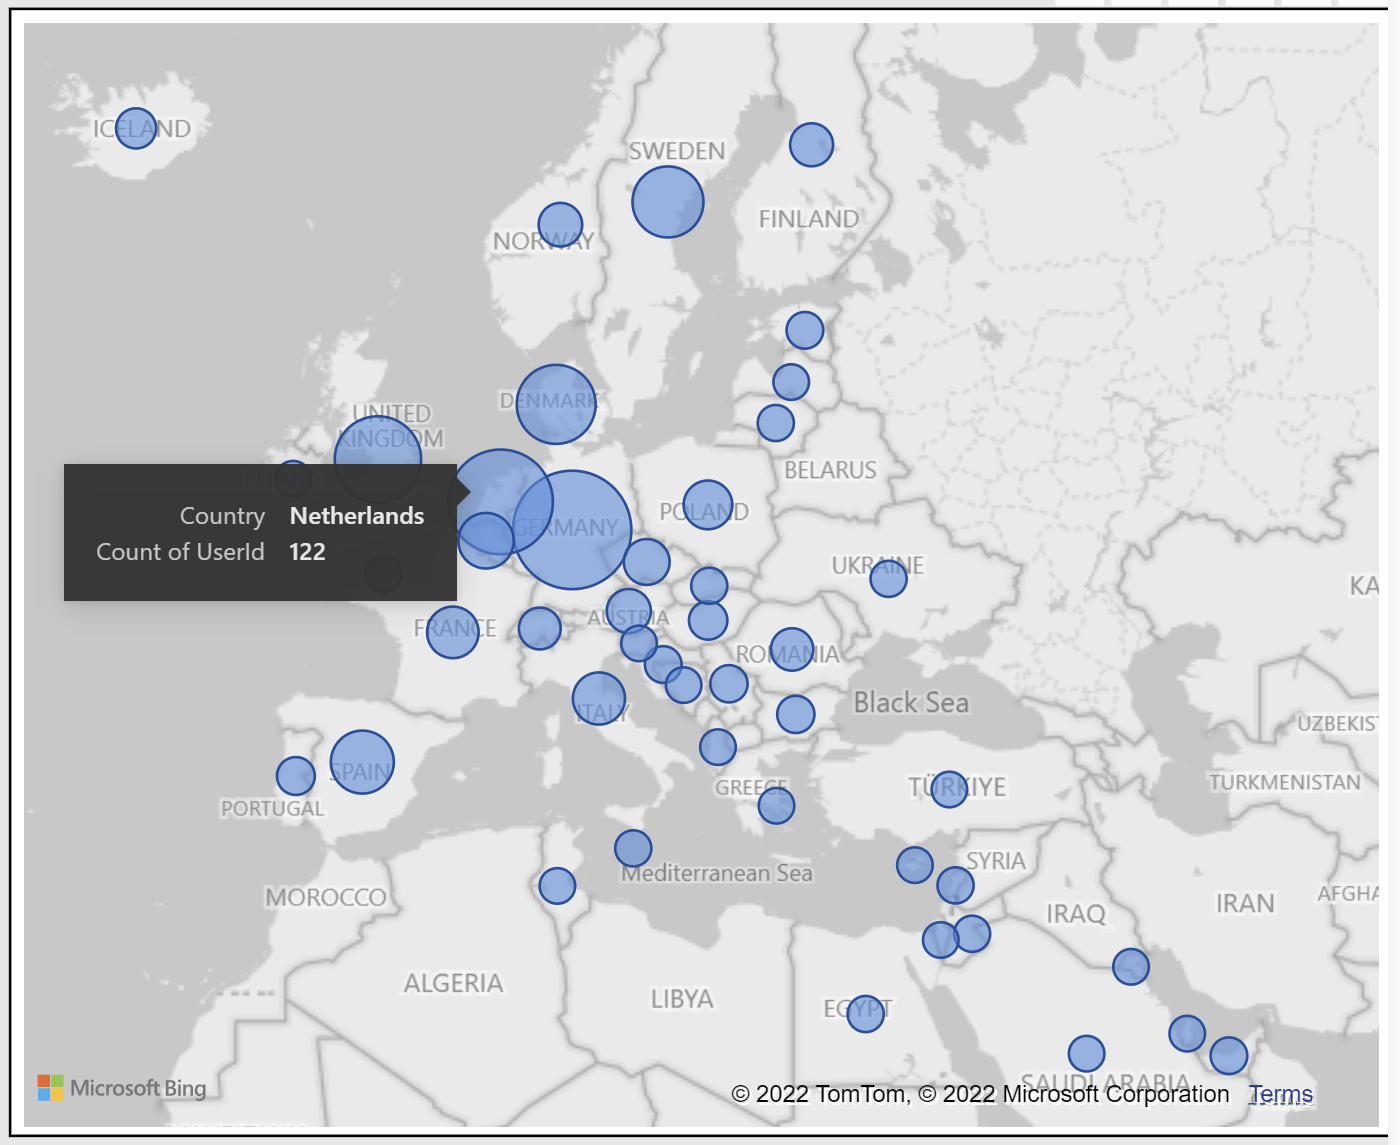 ICELAND
SWEDEN
FINLAND
NORWAY
DENMARK
UNITED
KINGDOM
BELARUS
IRELAND
Country Netherlands
Count of UserId 122
GERMANY
POLAND
UKRAINE
KA
FRANCE
AUSTRIA
ROMANIA
Black Sea
ITALY
UZBEKIST
SPAIN
PORTUGAL
GREECE
TÜRKIYE
TURKMENISTAN
SYRIA
Mediterranean Sea
MOROCCO
IRAQ
IRAN
AFGHA
ALGERIA
LIBYA
EGYPT
SAUDI ARABIA
Microsoft Bing
© 2022 TomTom, © 2022 Microsoft Corporation Terms